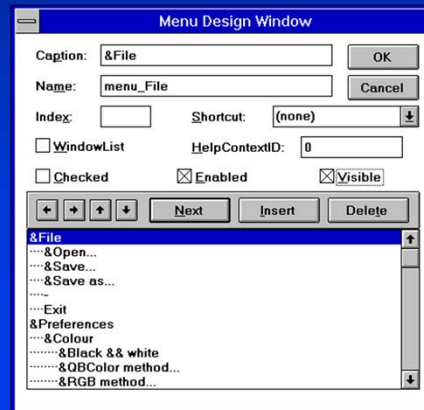 Menu Design Window
Caption: &File OK
Name: menu_File Cancel
Index: Shortcut: (none)
WindowList HelpContextID: 0
Checked Enabled Visible
Next Insert Delete
&File
····&Open...
····&Save...
····&Save as...
····-
····Exit
&Preferences
····&Colour
········&Black && white
········&QBColor method...
········&RGB method...